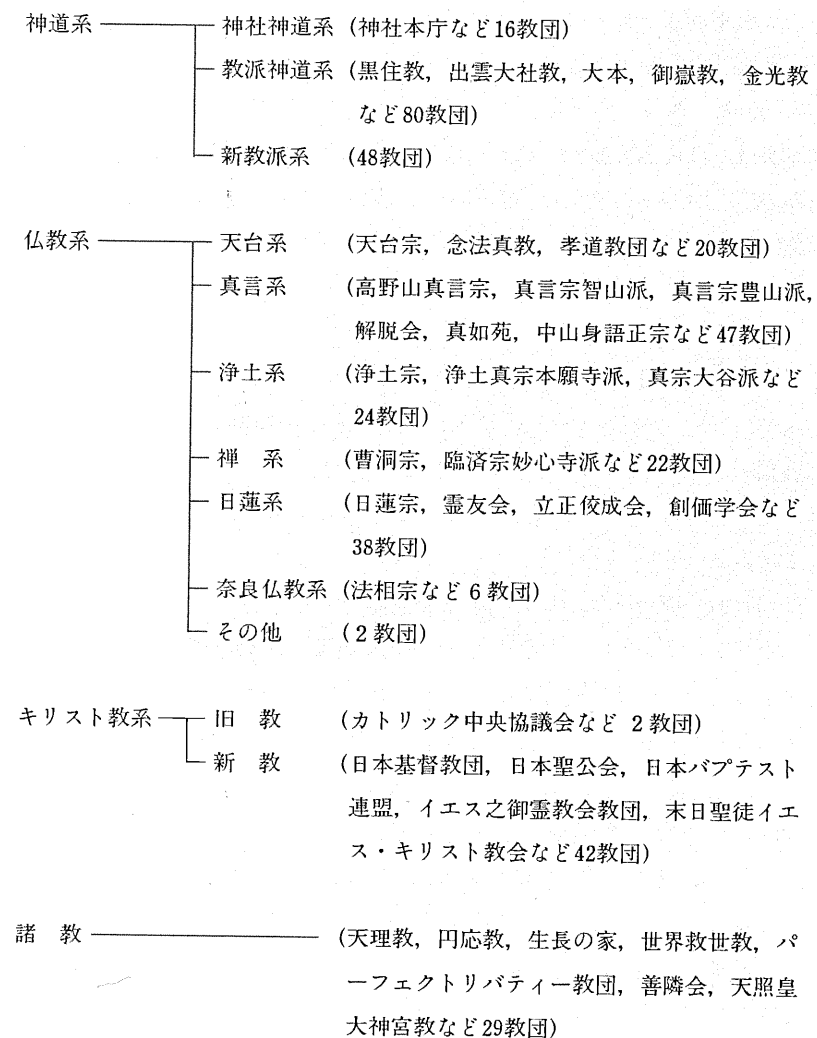 神道系 神社神道系 (神社本庁など16教団)
教派神道系 (黒住教，出雲大社教，大本，御嶽教，金光教
など80教団)
新教派系 (48教団)
仏教系 天台系 (天台宗，念法真教，孝道教団など20教団)
真言系 (高野山真言宗，真言宗智山派，真言宗豊山派，
解脱会，真如苑，中山身語正宗など47教団)
浄土系 (浄土宗，浄土真宗本願寺派，真宗大谷派など
24教団)
禅 系 (曹洞宗，臨済宗妙心寺派など22教団)
日蓮系 (日蓮宗，霊友会，立正佼成会，創価学会など
38教団)
奈良仏教系 (法相宗など 6 教団)
その他 (2 教団)
キリスト教系 旧 教 (カトリック中央協議会など 2 教団)
新 教 (日本基督教団，日本聖公会，日本バプテスト
連盟，イエス之御霊教会教団，末日聖徒イエ
ス・キリスト教会など42教団)
諸 教 (天理教，円応教，生長の家，世界救世教，パ
ーフェクトリバティー教団，善隣会，天照皇
大神宮教など29教団)